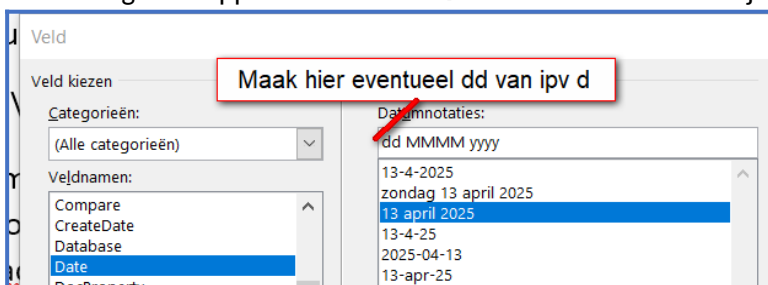 Veld
Veld kiezen
Maak hier eventueel dd van ipv d
Categorieën:
(Alle categorieën)
Veldnamen:
Compare
CreateDate
Database
Date
DocProperty
Datumnotaties:
dd MMMM yyyy
13-4-2025
zondag 13 april 2025
13 april 2025
13-4-25
2025-04-13
13-apr-25